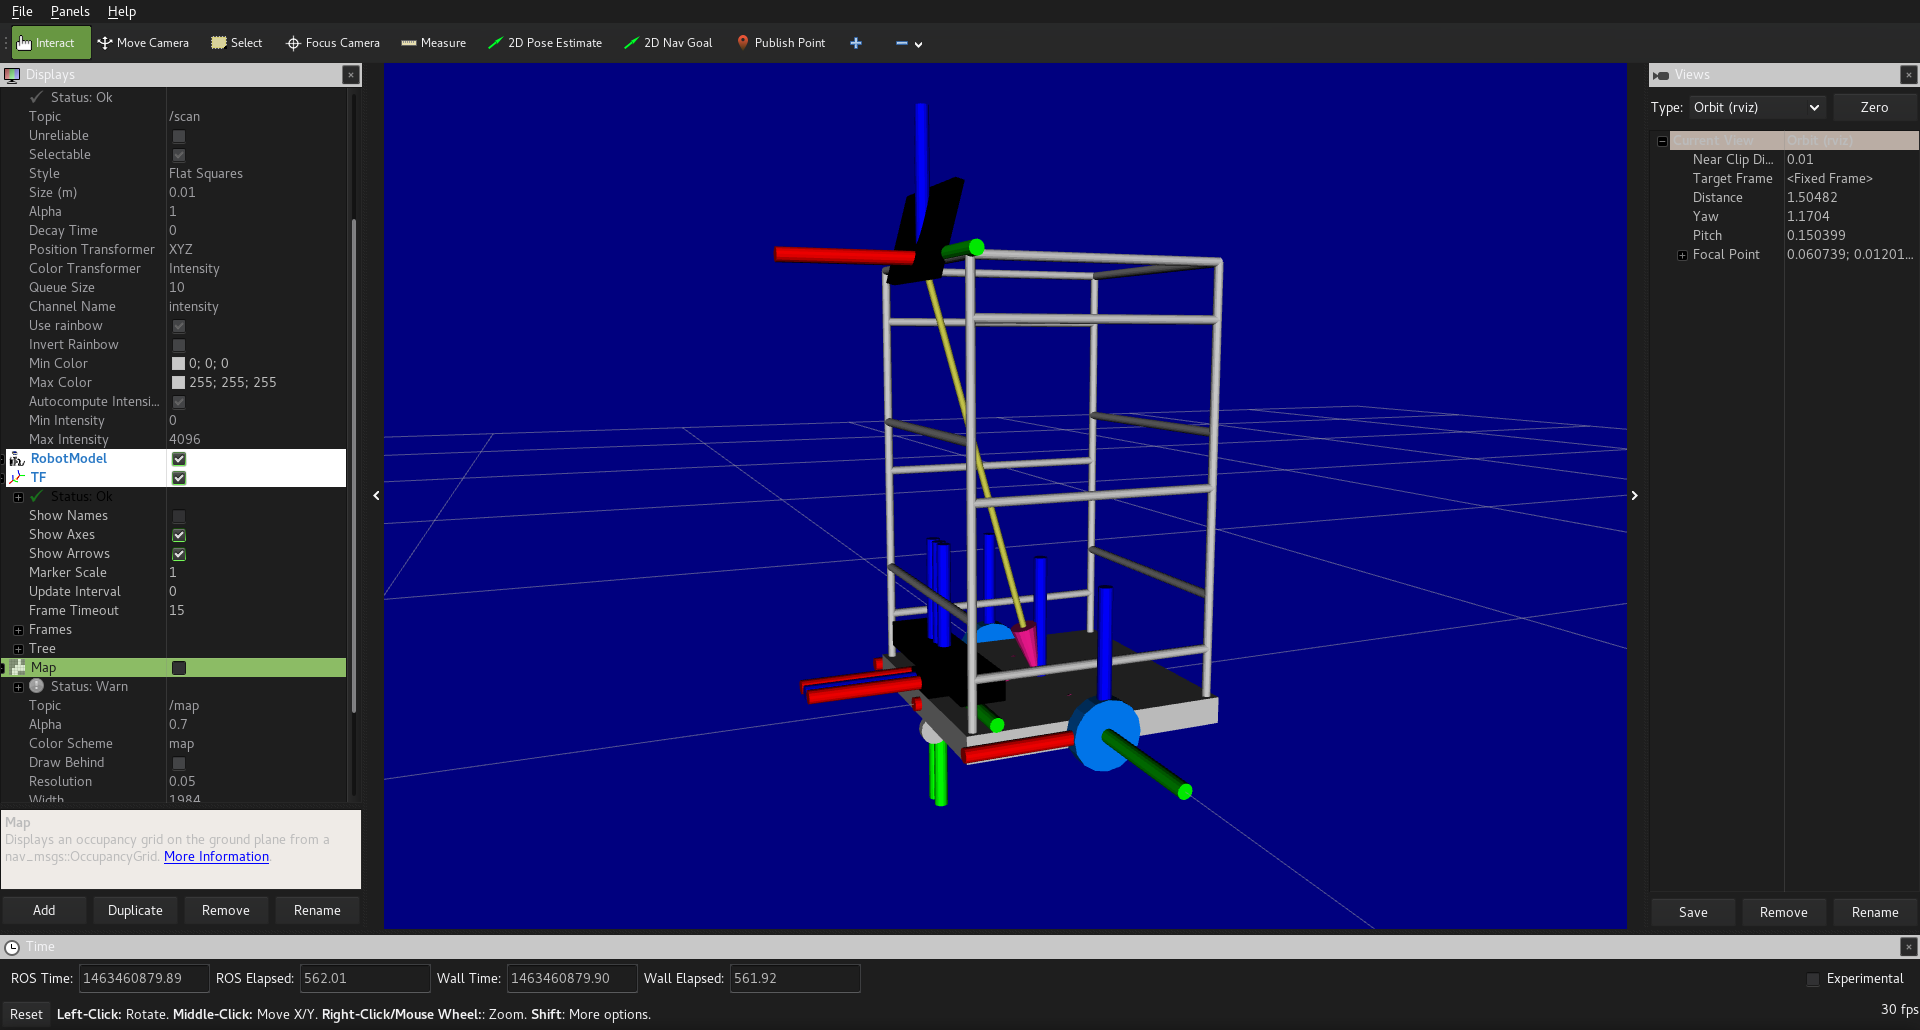 File Panels Help
Interact Move Camera Select Focus Camera Measure 2D Pose Estimate 2D Nav Goal Publish Point
Displays
Status: Ok
Topic /scan
Unreliable
Selectable
Style Flat Squares
Size (m) 0.01
Alpha 1
Decay Time 0
Position Transformer XYZ
Color Transformer Intensity
Queue Size 10
Channel Name intensity
Use rainbow
Invert Rainbow
Min Color 0; 0; 0
Max Color 255; 255; 255
Autocompute Intensi...
Min Intensity 0
Max Intensity 4096
RobotModel
TF
Status: Ok
Show Names
Show Axes
Show Arrows
Marker Scale 1
Update Interval 0
Frame Timeout 15
Frames
Tree
Map
Status: Warn
Topic /map
Alpha 0.7
Color Scheme map
Draw Behind
Resolution 0.05
Width 1984
Map
Displays an occupancy grid on the ground plane from a
nav_msgs::OccupancyGrid. More Information.
Add Duplicate Remove Rename
Views
Type: Orbit (rviz) Zero
Current View Orbit (rviz)
Near Clip Di... 0.01
Target Frame <Fixed Frame>
Distance 1.50482
Yaw 1.1704
Pitch 0.150399
Focal Point 0.060739; 0.01201...
Save Remove Rename
Time
ROS Time: 1463460879.89 ROS Elapsed: 562.01 Wall Time: 1463460879.90 Wall Elapsed: 561.92 Experimental
Reset Left-Click: Rotate. Middle-Click: Move X/Y. Right-Click/Mouse Wheel:: Zoom. Shift: More options. 30 fps